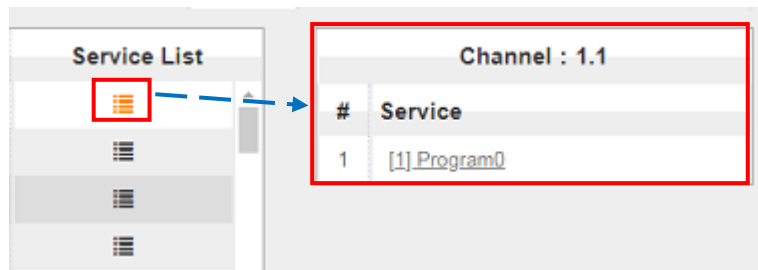 Service List
Channel : 1.1
# Service
1 [1] Program0